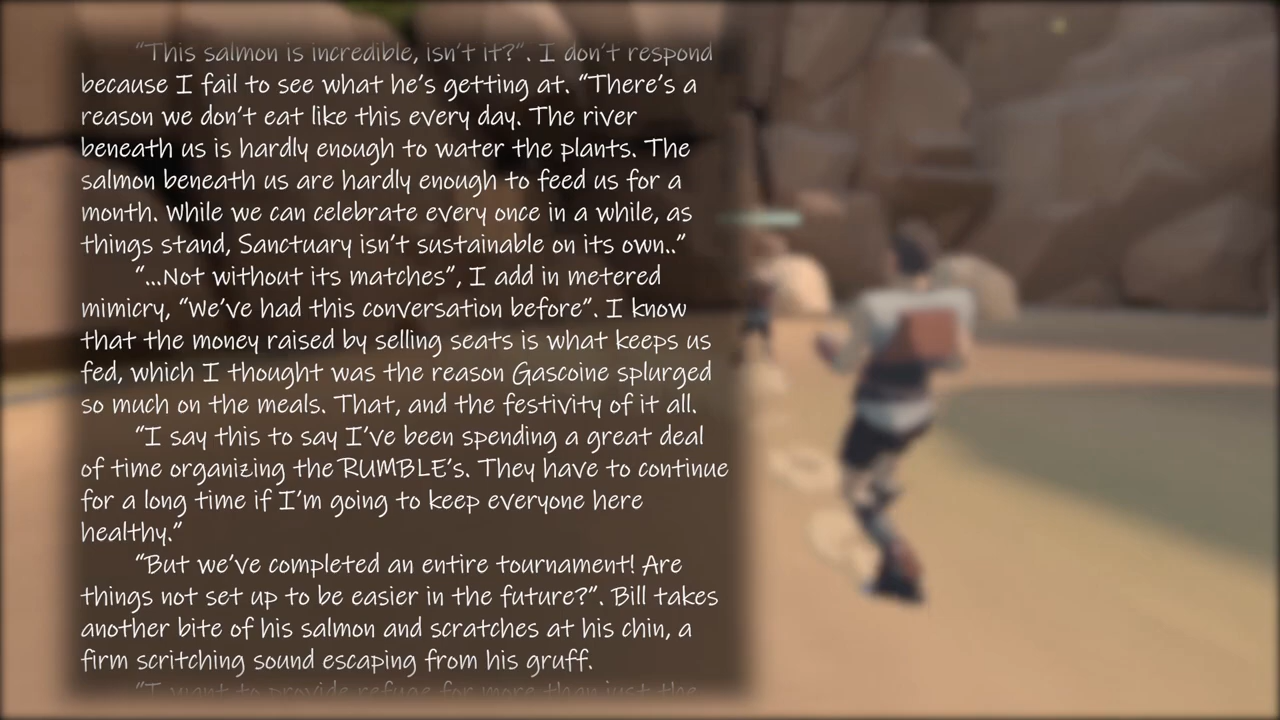 “This salmon is incredible, isn’t it?”. I don’t respond
because I fail to see what he’s getting at. “There’s a
reason we don’t eat like this every day. The river
beneath us is hardly enough to water the plants. The
salmon beneath us are hardly enough to feed us for a
month. While we can celebrate every once in a while, as
things stand, Sanctuary isn’t sustainable on its own..”
“...Not without its matches”, I add in metered
mimicry, “We’ve had this conversation before”. I know
that the money raised by selling seats is what keeps us
fed, which I thought was the reason Gascoine splurged
so much on the meals. That, and the festivity of it all.
“I say this to say I’ve been spending a great deal
of time organizing the RUMBLE’s. They have to continue
for a long time if I’m going to keep everyone here
healthy.”
“But we’ve completed an entire tournament! Are
things not set up to be easier in the future?”. Bill takes
another bite of his salmon and scratches at his chin, a
firm scritching sound escaping from his gruff.
“I want to provide refuge for more than just the